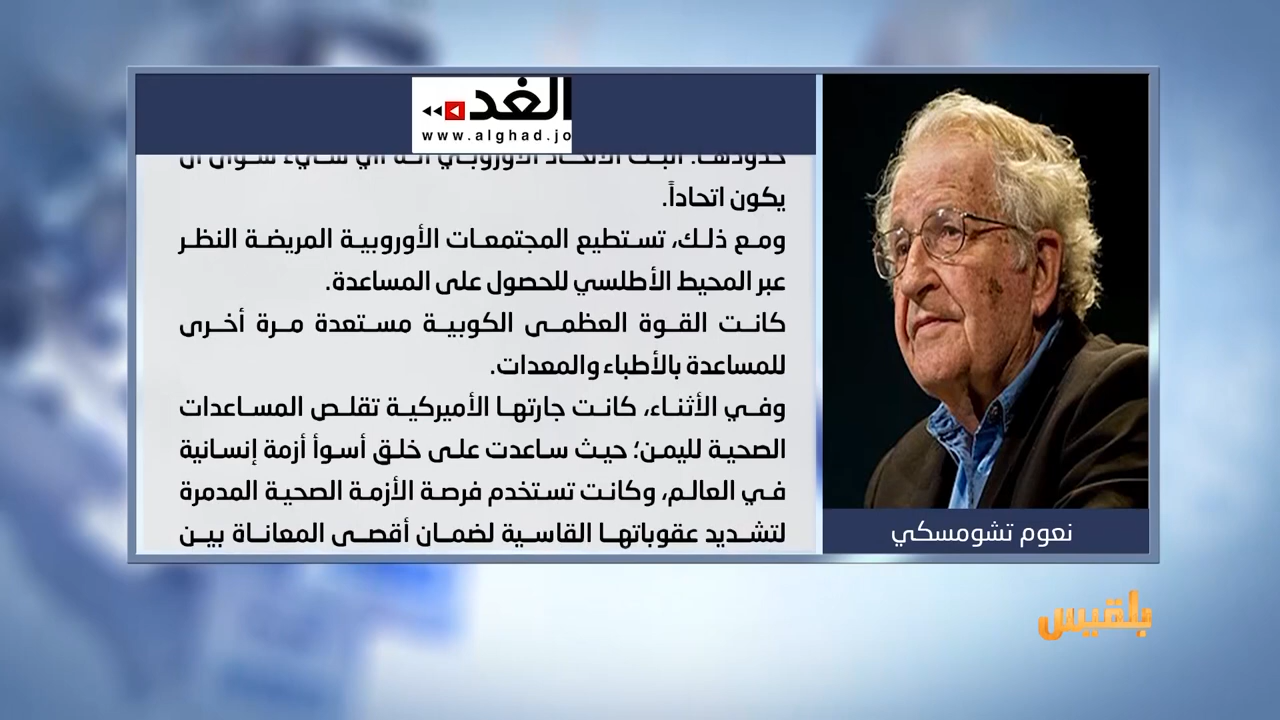 الغد
www.alghad.jo
يكون اتحاداً.
ومع ذلك، تستطيع المجتمعات الأوروبية المريضة النظر
عبر المحيط الأطلسي للحصول على المساعدة.
كانت القوة العظمى الكوبية مستعدة مرة أخرى
للمساعدة بالأطباء والمعدات.
وفي الأثناء، كانت جارتها الأميركية تقلص المساعدات
الصحية لليمن؛ حيث ساعدت على خلق أسوأ أزمة إنسانية
في العالم، وكانت تستخدم فرصة الأزمة الصحية المدمرة
لتشديد عقوباتها القاسية لضمان أقصى المعاناة بين
نعوم تشومسكي
بلقيس